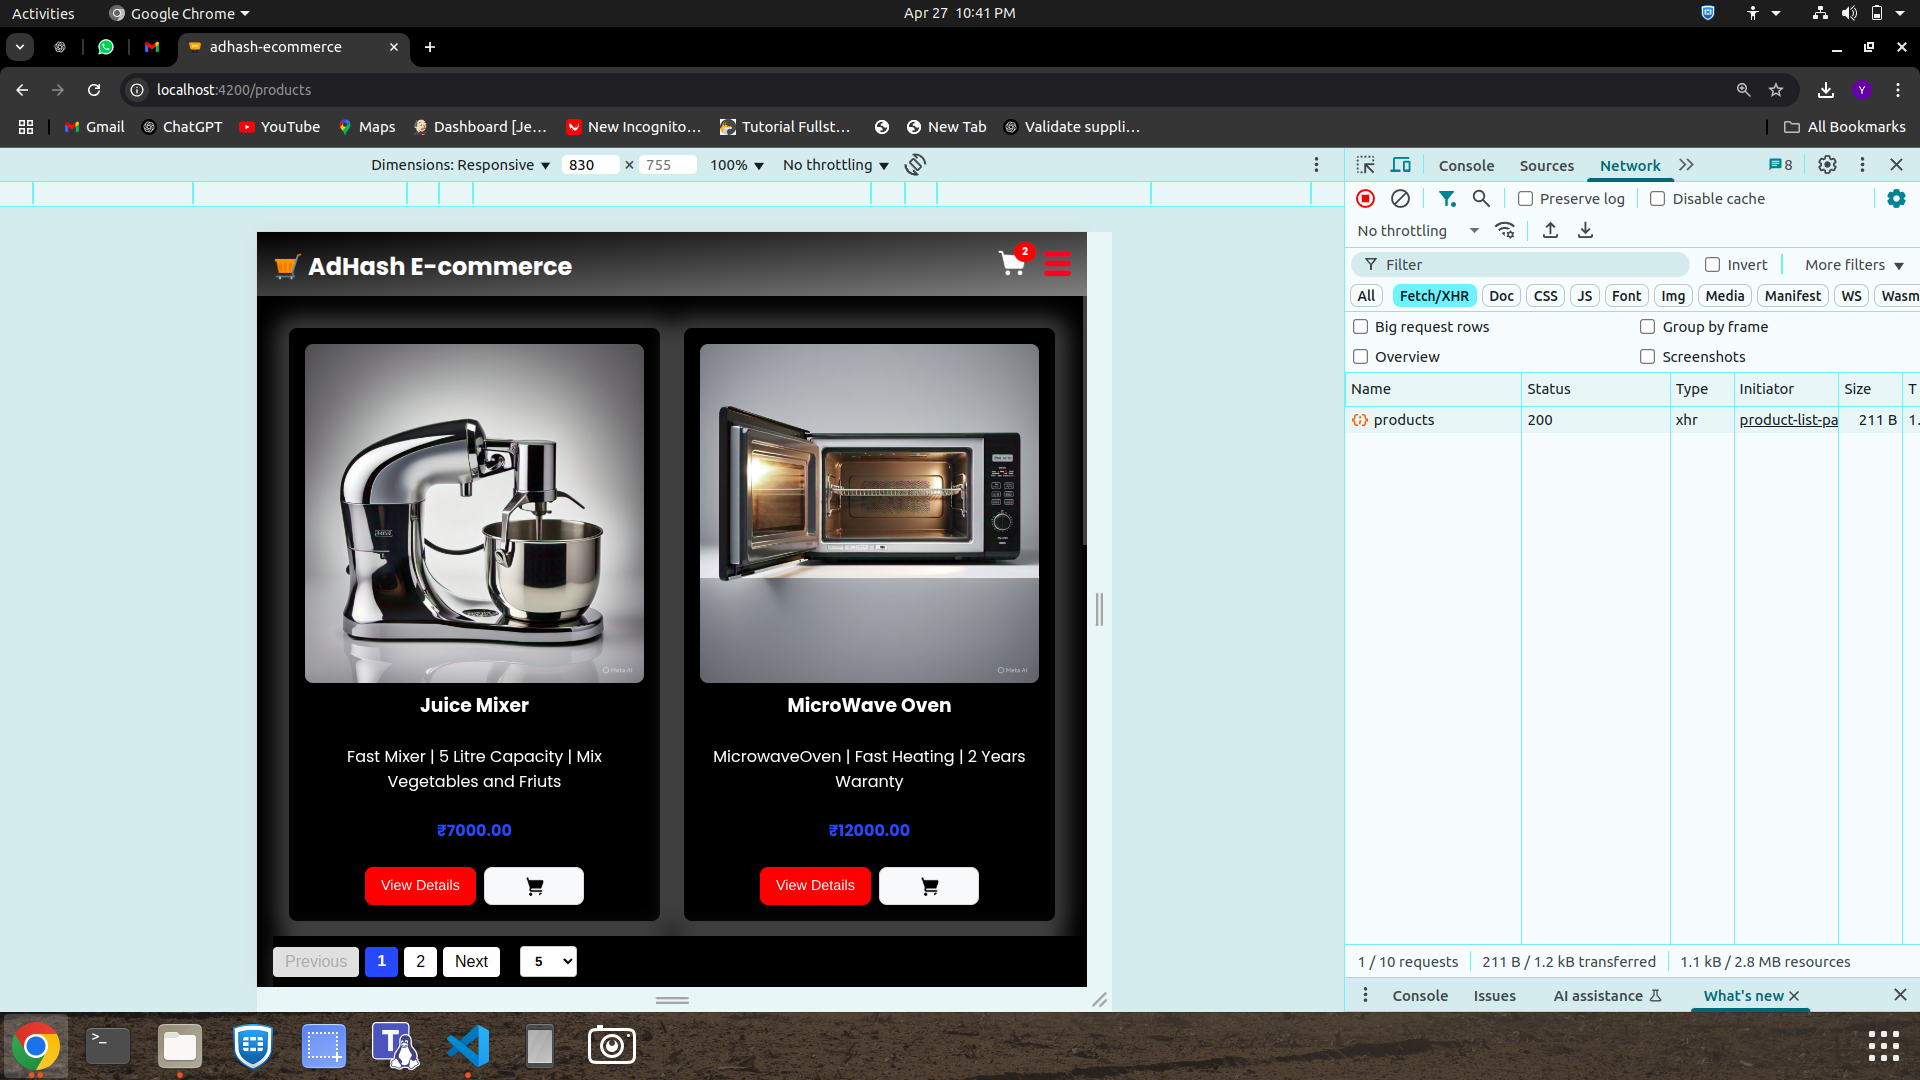 Activities
Google Chrome
Apr 27 10:41 PM
adhash-ecommerce
localhost:4200/products
Y
Gmail
ChatGPT
YouTube
Maps
Dashboard [Je...
New Incognito...
Tutorial Fullst...
New Tab
Validate suppli...
All Bookmarks
Dimensions: Responsive
830 × 755
100%
No throttling
Console
Sources
Network
8
Preserve log
Disable cache
No throttling
Filter
Invert
More filters
All
Fetch/XHR
Doc
CSS
JS
Font
Img
Media
Manifest
WS
Wasm
Big request rows
Group by frame
Overview
Screenshots
Name
Status
Type
Initiator
Size
T
products
200
xhr
product-list-pa
211 B
1.
1 / 10 requests
211 B / 1.2 kB transferred
1.1 kB / 2.8 MB resources
Console
Issues
AI assistance
What's new
AdHash E-commerce
2
Meta AI
Meta AI
Juice Mixer
Fast Mixer | 5 Litre Capacity | Mix
Vegetables and Friuts
₹7000.00
View Details
MicroWave Oven
MicrowaveOven | Fast Heating | 2 Years
Waranty
₹12000.00
View Details
Previous
1
2
Next
5
>_
T